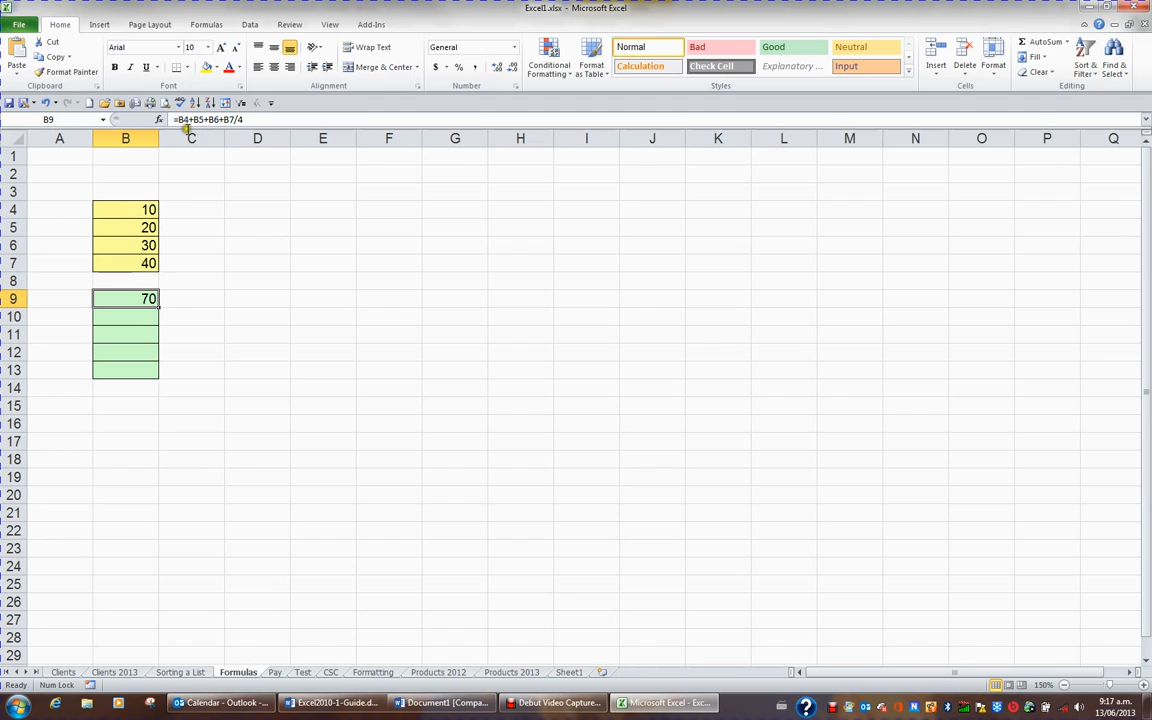 Excel1.xlsx - Microsoft Excel
File Home Insert Page Layout Formulas Data Review View Add-Ins
Paste Cut Copy Format Painter Clipboard
Arial 10 A A B I U A Font
Wrap Text Merge & Center Alignment
General $ % , Number
Conditional Formatting Format as Table Normal Bad Good Neutral Calculation Check Cell Explanatory ... Input Styles
Insert Delete Format Cells
Σ AutoSum Fill Clear Sort & Filter Find & Select Editing
B9 fx =B4+B5+B6+B7/4
A B C D E F G H I J K L M N O P Q
1
2
3
4 10
5 20
6 30
7 40
8
9 70
10
11
12
13
14
15
16
17
18
19
20
21
22
23
24
25
26
27
28
29
Clients Clients 2013 Sorting a List Formulas Pay Test CSC Formatting Products 2012 Products 2013 Sheet1
Ready Num Lock 150%
Calendar - Outlook -... Excel2010-1-Guide.d... Document1 [Compa... Debut Video Capture... Microsoft Excel - Exc... 9:17 a.m.
13/06/2013